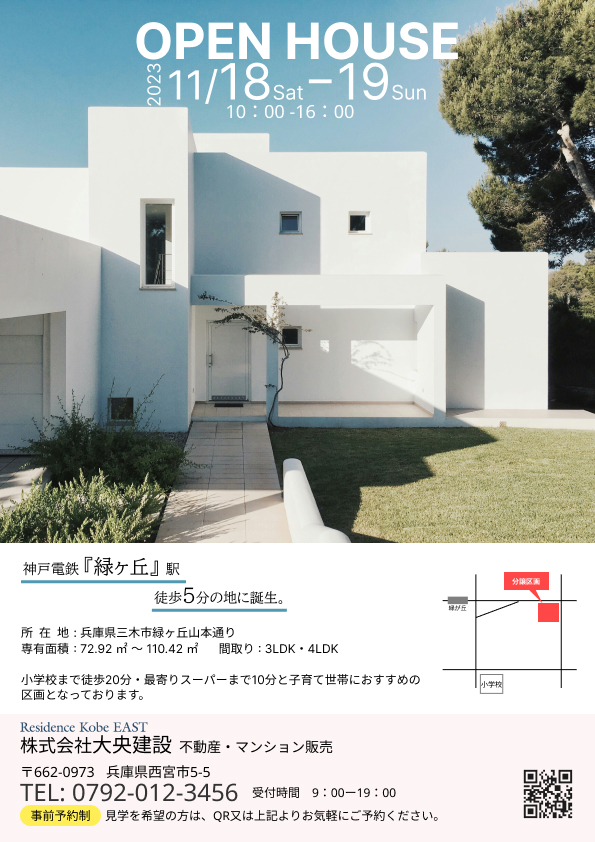 OPEN HOUSE
2023 11/18Sat–19Sun
10：00 -16：00
神戸電鉄『緑ヶ丘』駅
徒歩5分の地に誕生。
所 在 地：兵庫県三木市緑ヶ丘山本通り
専有面積：72.92 ㎡ ～ 110.42 ㎡　間取り：3LDK・4LDK
小学校まで徒歩20分・最寄りスーパーまで10分と子育て世帯におすすめの
区画となっております。
分譲区画
緑が丘
小学校
Residence Kobe EAST
株式会社大央建設 不動産・マンション販売
〒662-0973 兵庫県西宮市5-5
TEL: 0792-012-3456 受付時間 9：00ー19：00
事前予約制 見学を希望の方は、QR又は上記よりお気軽にご予約ください。